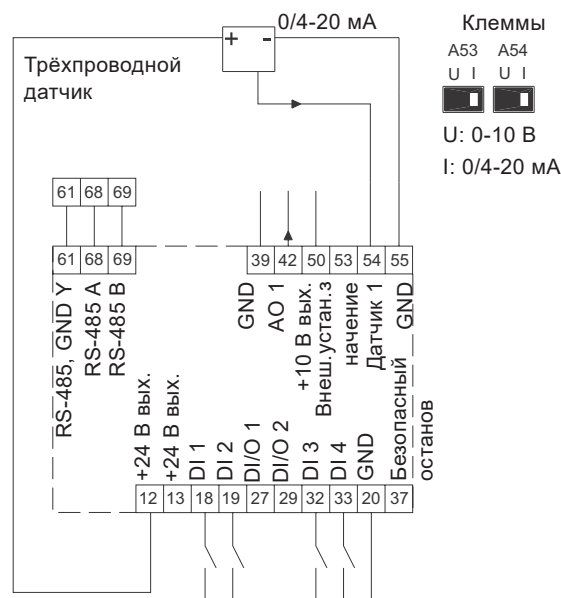 0/4-20 мА
+ -
Трёхпроводной
датчик
Клеммы
A53 A54
U I U I
U: 0-10 В
I: 0/4-20 мА
61 68 69
61 68 69
39 42 50 53 54 55
RS-485, GND Y
RS-485 A
RS-485 B
GND
AO 1
+10 В вых.
Внеш.устан.з
начение
Датчик 1
GND
+24 В вых.
+24 В вых.
DI 1
DI 2
DI/O 1
DI/O 2
DI 3
DI 4
GND
Безопасный
останов
12 13 18 19 27 29 32 33 20 37